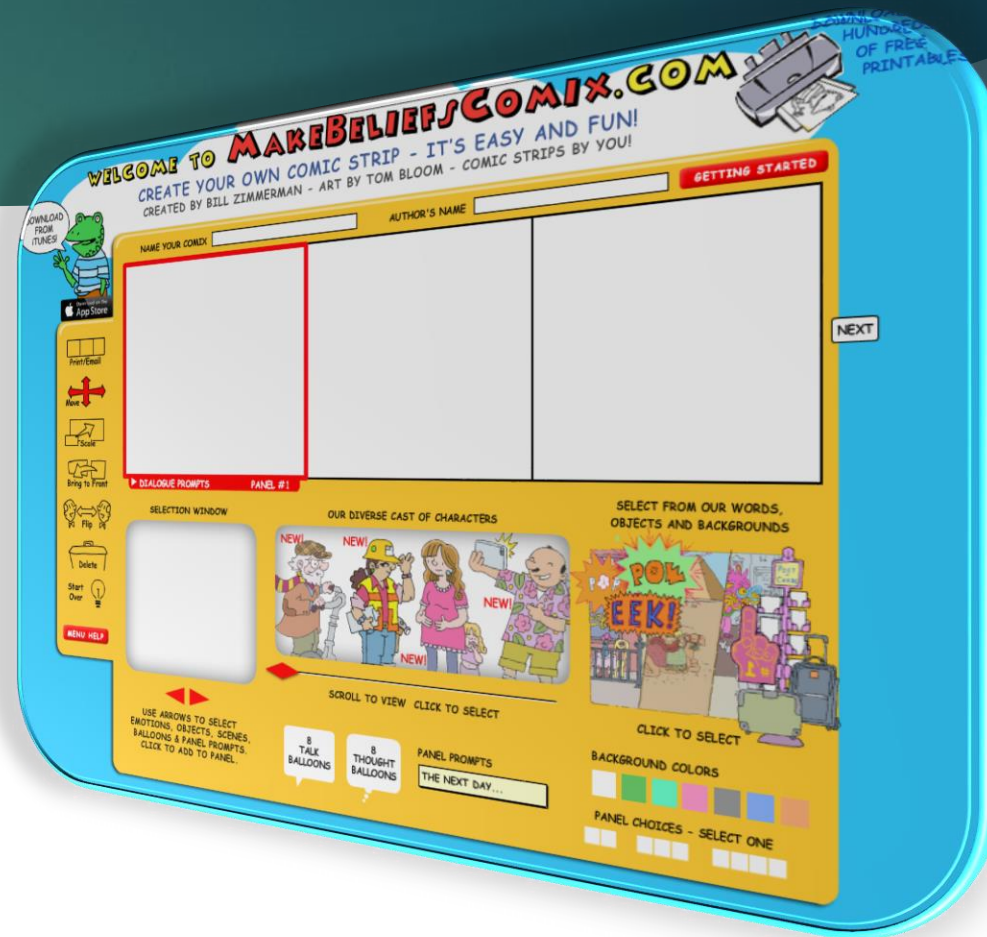 DOWNLOAD
HUNDREDS
OF FREE
PRINTABLES
WELCOME TO MAKEBELIEFSCOMIX.COM
CREATE YOUR OWN COMIC STRIP - IT'S EASY AND FUN!
CREATED BY BILL ZIMMERMAN - ART BY TOM BLOOM - COMIC STRIPS BY YOU!
GETTING STARTED
DOWNLOAD
FROM
ITUNES!
NAME YOUR COMIX
AUTHOR'S NAME
App Store
NEXT
Print/Email
Move
Scale
Bring to Front
Flip
Delete
Start
Over
MENU HELP
DIALOGUE PROMPTS PANEL #1
SELECTION WINDOW
OUR DIVERSE CAST OF CHARACTERS
SELECT FROM OUR WORDS,
OBJECTS AND BACKGROUNDS
NEW!
NEW!
NEW!
NEW!
POW
EEK!
SCROLL TO VIEW CLICK TO SELECT
CLICK TO SELECT
USE ARROWS TO SELECT
EMOTIONS, OBJECTS, SCENES,
BALLOONS & PANEL PROMPTS.
CLICK TO ADD TO PANEL.
8
TALK
BALLOONS
8
THOUGHT
BALLOONS
PANEL PROMPTS
THE NEXT DAY...
BACKGROUND COLORS
PANEL CHOICES - SELECT ONE